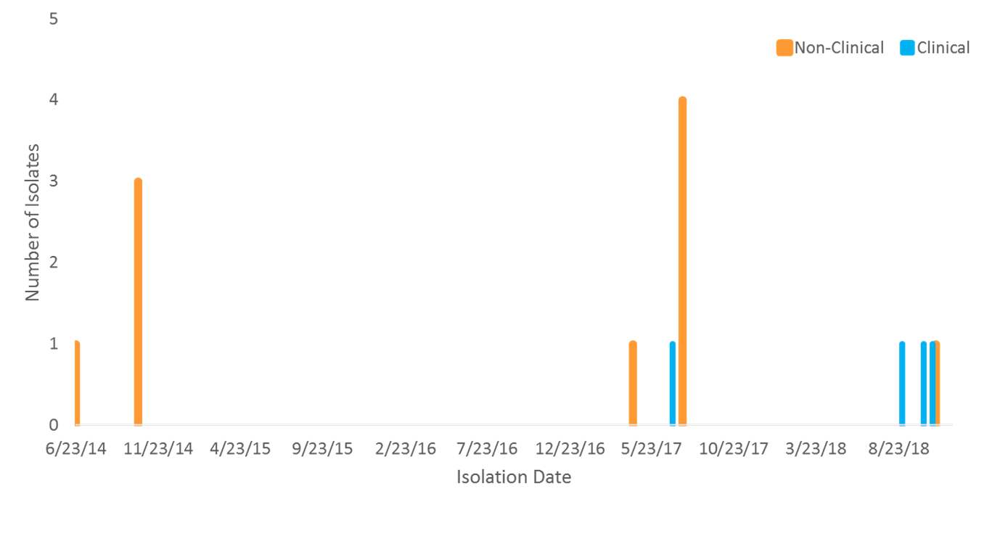 5
Non-Clinical Clinical
4
3
2
1
0
Number of Isolates
6/23/14 11/23/14 4/23/15 9/23/15 2/23/16 7/23/16 12/23/16 5/23/17 10/23/17 3/23/18 8/23/18
Isolation Date